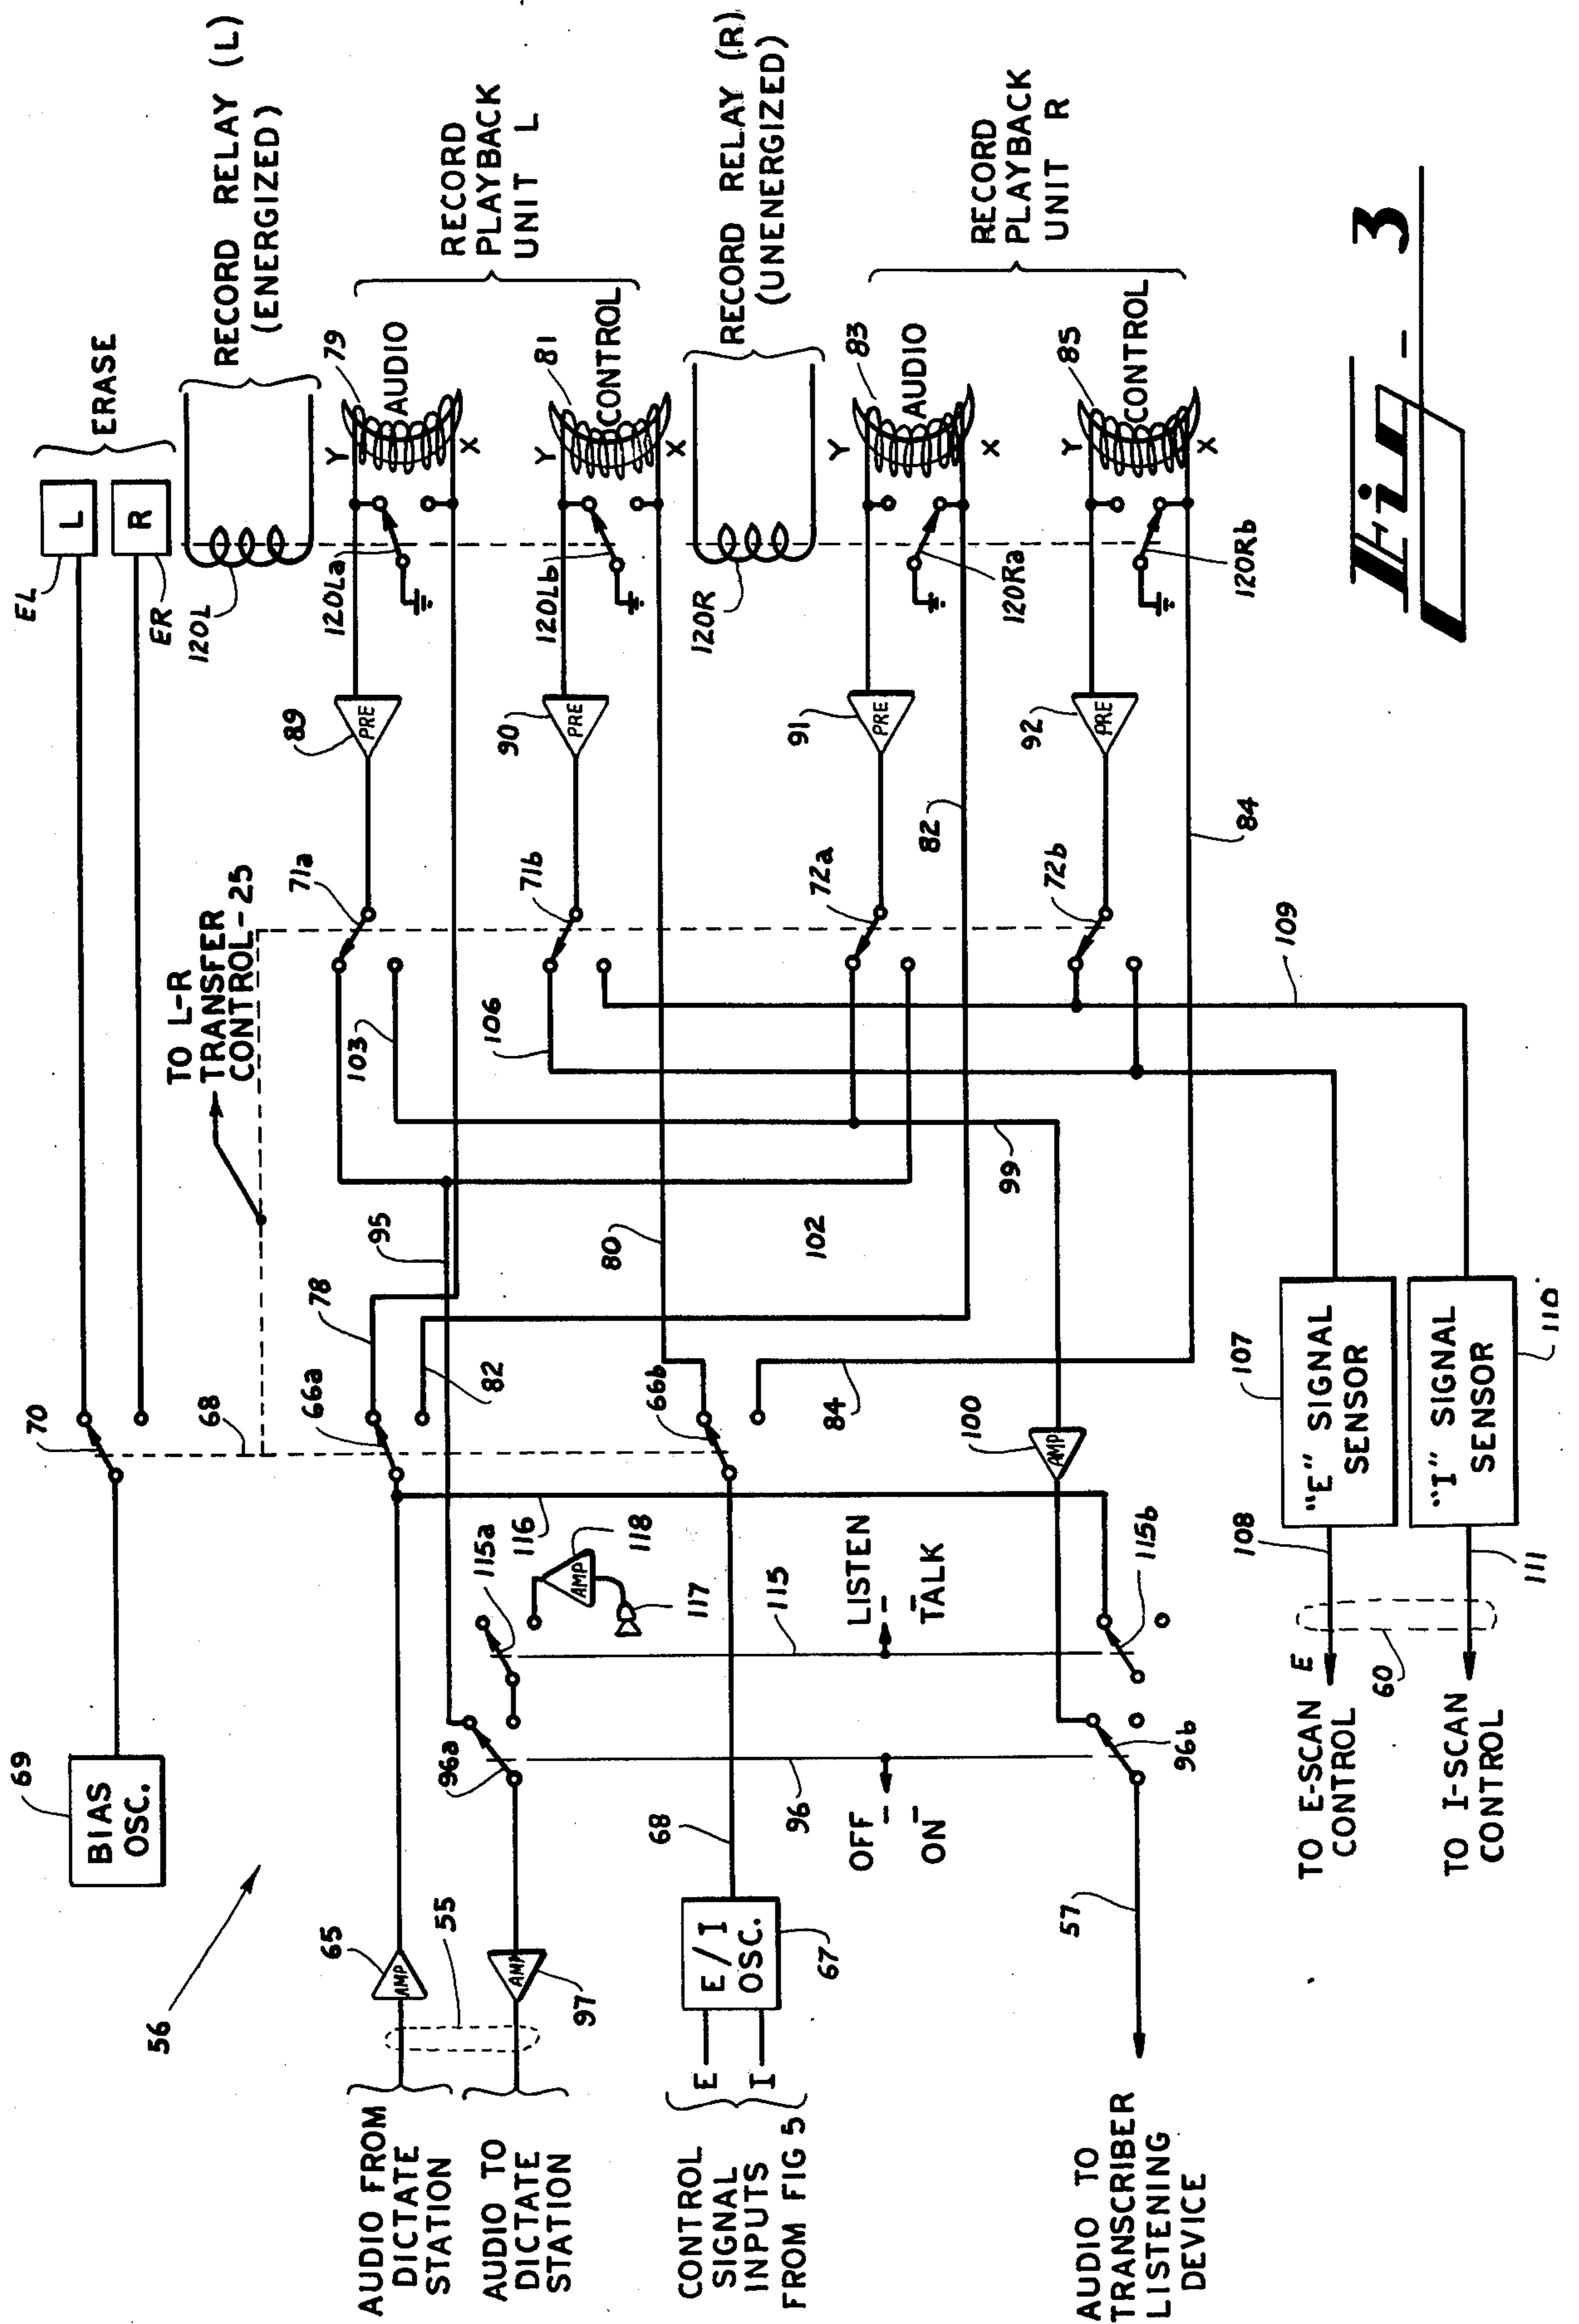 BIAS
OSC.
69
70
68
EL
L
ER
R
ERASE
120L
RECORD RELAY (L)
(ENERGIZED)
TO L-R
TRANSFER
CONTROL-25
56
AUDIO FROM
DICTATE
STATION
65
AMP
66a
78
82
71a
103
89
PRE
120La
Y
79
AUDIO
X
RECORD
PLAYBACK
UNIT L
AUDIO TO
DICTATE
STATION
55
AMP
97
96a
115a
116
AMP
118
117
95
106
71b
90
PRE
120Lb
Y
81
CONTROL
X
CONTROL
SIGNAL
INPUTS
FROM FIG 5
E
I
E/I
OSC.
67
68
66b
80
84
120R
RECORD RELAY (R)
(UNENERGIZED)
OFF
ON
96
LISTEN
TALK
115
102
72a
91
PRE
82
120Ra
Y
83
AUDIO
X
RECORD
PLAYBACK
UNIT R
AUDIO TO
TRANSCRIBER
LISTENING
DEVICE
57
96b
115b
100
AMP
99
72b
92
PRE
84
120Rb
Y
85
CONTROL
X
109
TO E-SCAN
CONTROL
E
108
"E" SIGNAL
SENSOR
107
60
TO I-SCAN
CONTROL
111
"I" SIGNAL
SENSOR
110
Fig-3